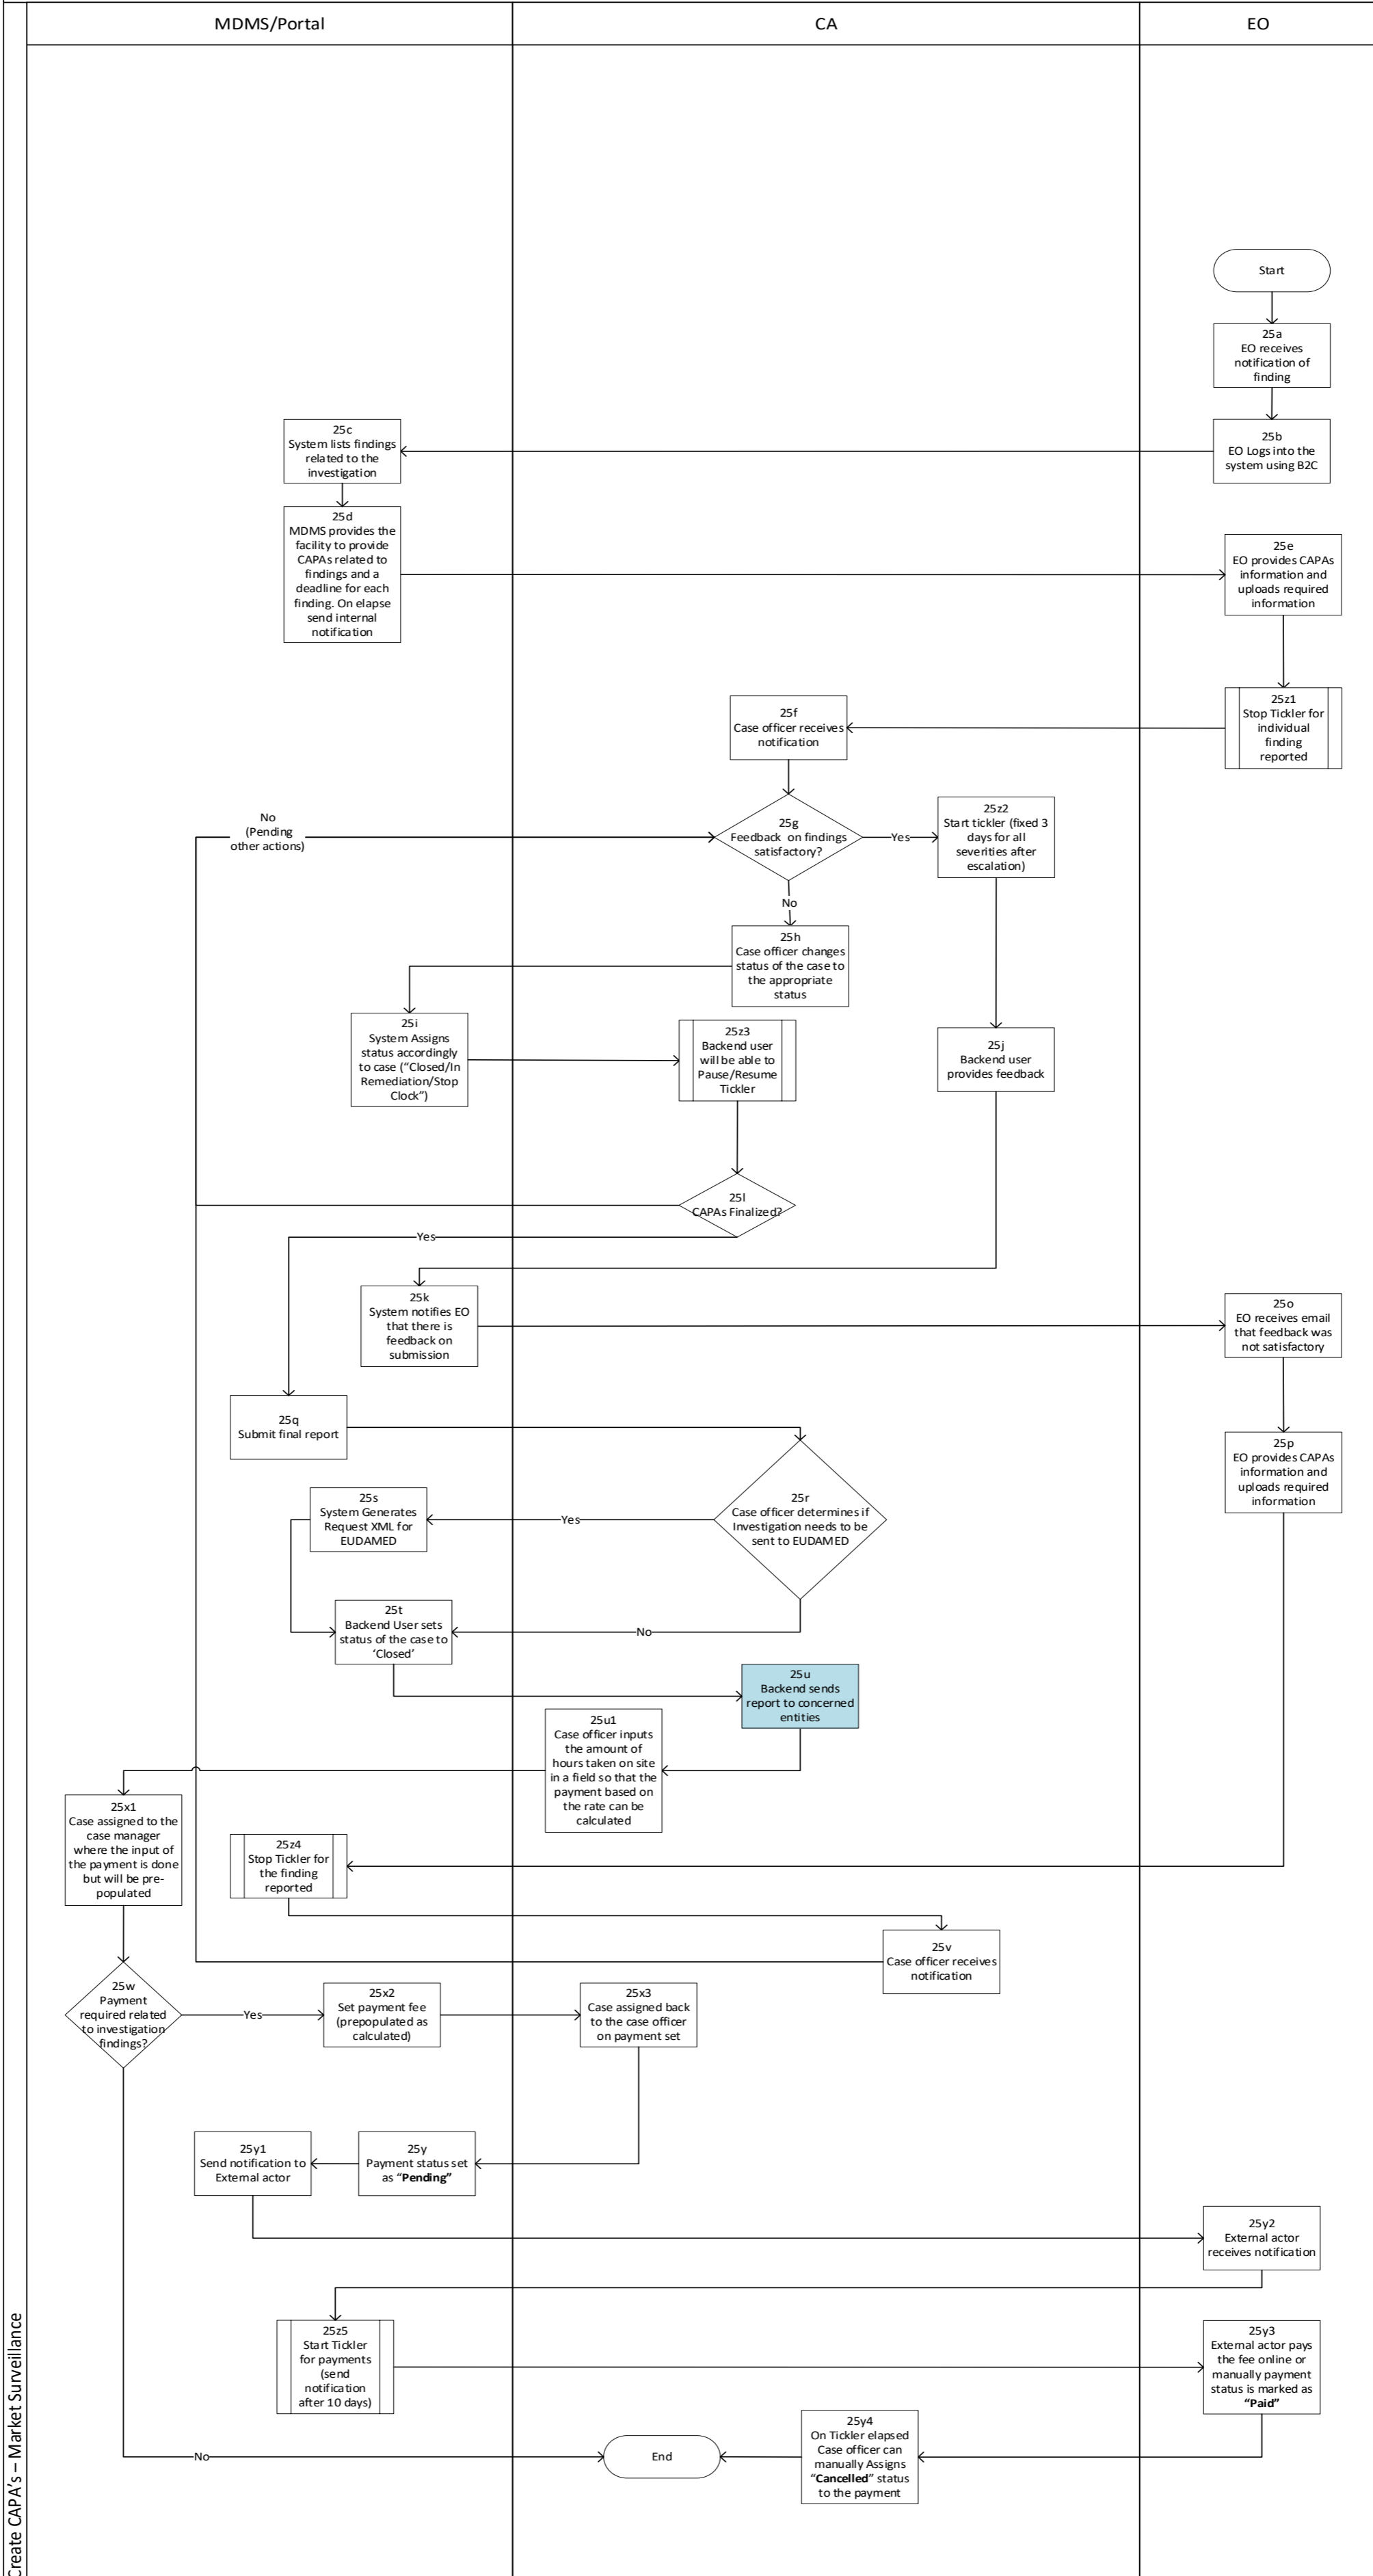 MDMS/Portal
CA
EO
Start
25a
EO receives
notification of
finding
25b
EO Logs into the
system using B2C
25c
System lists findings
related to the
investigation
25d
MDMS provides the
facility to provide
CAPAs related to
findings and a
deadline for each
finding. On elapse
send internal
notification
25e
EO provides CAPAs
information and
uploads required
information
25z1
Stop Tickler for
individual
finding
reported
25f
Case officer receives
notification
25g
Feedback on findings
satisfactory?
Yes
25z2
Start tickler (fixed 3
days for all
severities after
escalation)
No
(Pending
other actions)
No
25h
Case officer changes
status of the case to
the appropriate
status
25i
System Assigns
status accordingly
to case (“Closed/In
Remediation/Stop
Clock”)
25z3
Backend user
will be able to
Pause/Resume
Tickler
25j
Backend user
provides feedback
25l
CAPAs Finalized?
Yes
25k
System notifies EO
that there is
feedback on
submission
25o
EO receives email
that feedback was
not satisfactory
25q
Submit final report
25p
EO provides CAPAs
information and
uploads required
information
25r
Case officer determines if
Investigation needs to be
sent to EUDAMED
Yes
25s
System Generates
Request XML for
EUDAMED
No
25t
Backend User sets
status of the case to
‘Closed’
25u
Backend sends
report to concerned
entities
25u1
Case officer inputs
the amount of
hours taken on site
in a field so that the
payment based on
the rate can be
calculated
25x1
Case assigned to the
case manager
where the input of
the payment is done
but will be pre-
populated
25z4
Stop Tickler for
the finding
reported
25v
Case officer receives
notification
25w
Payment
required related
to investigation
findings?
Yes
25x2
Set payment fee
(prepopulated as
calculated)
25x3
Case assigned back
to the case officer
on payment set
25y1
Send notification to
External actor
25y
Payment status set
as “Pending”
25y2
External actor
receives notification
25z5
Start Tickler
for payments
(send
notification
after 10 days)
25y3
External actor pays
the fee online or
manually payment
status is marked as
“Paid”
25y4
On Tickler elapsed
Case officer can
manually Assigns
“Cancelled” status
to the payment
No
End
Create CAPA’s – Market Surveillance